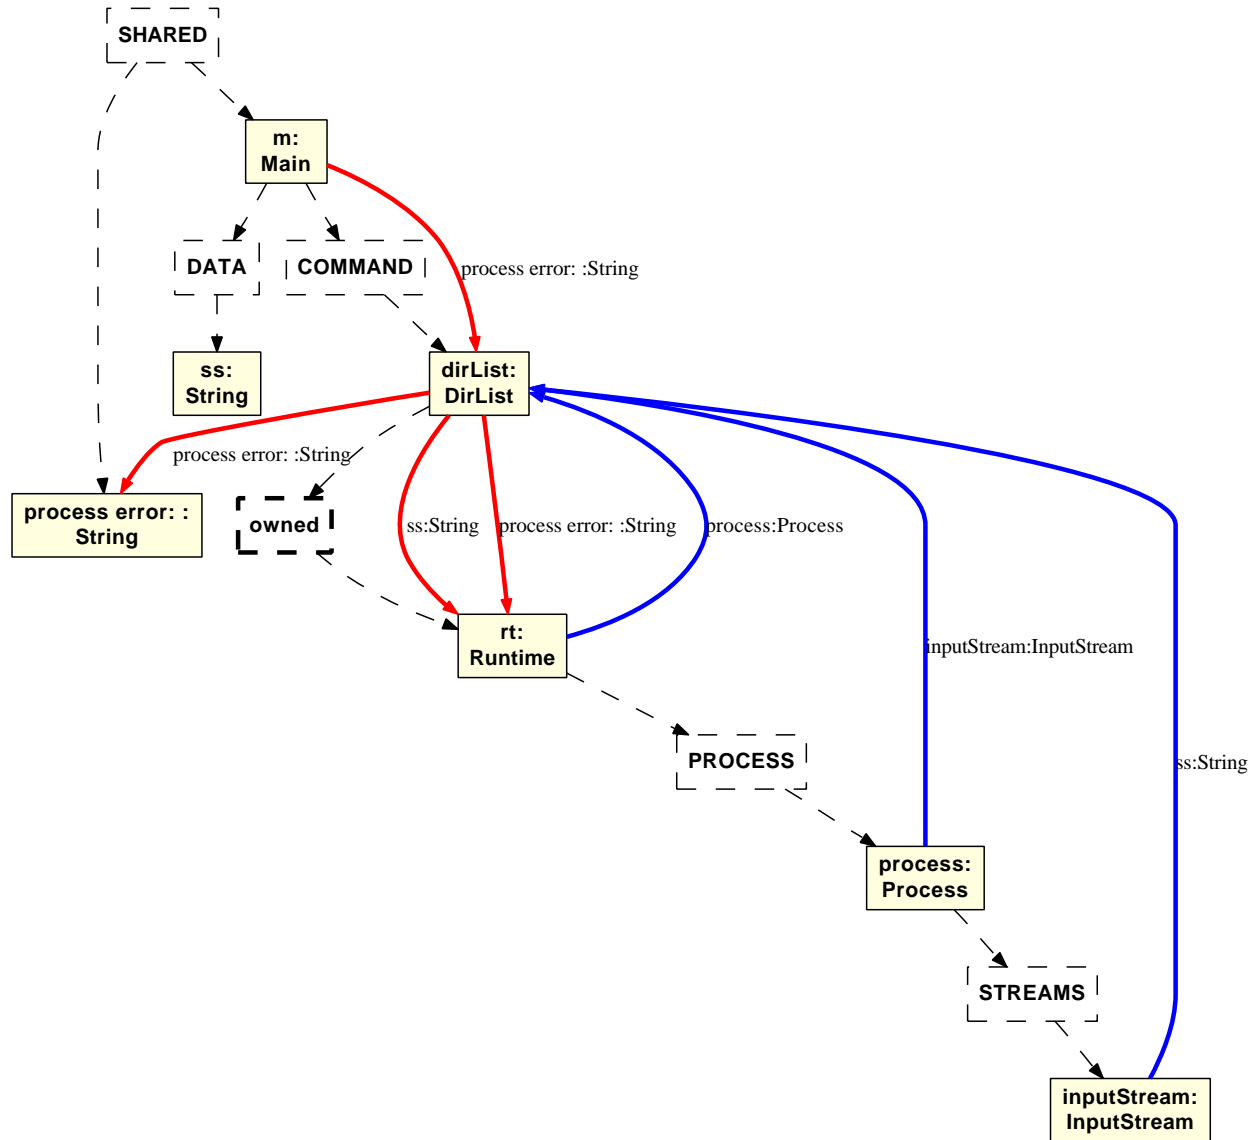 SHARED
m:
Main
DATA
COMMAND
process error: :String
ss:
String
dirList:
DirList
process error: :String
process error: :
String
owned
ss:String
process error: :String
process:Process
rt:
Runtime
inputStream:InputStream
PROCESS
ss:String
process:
Process
STREAMS
inputStream:
InputStream